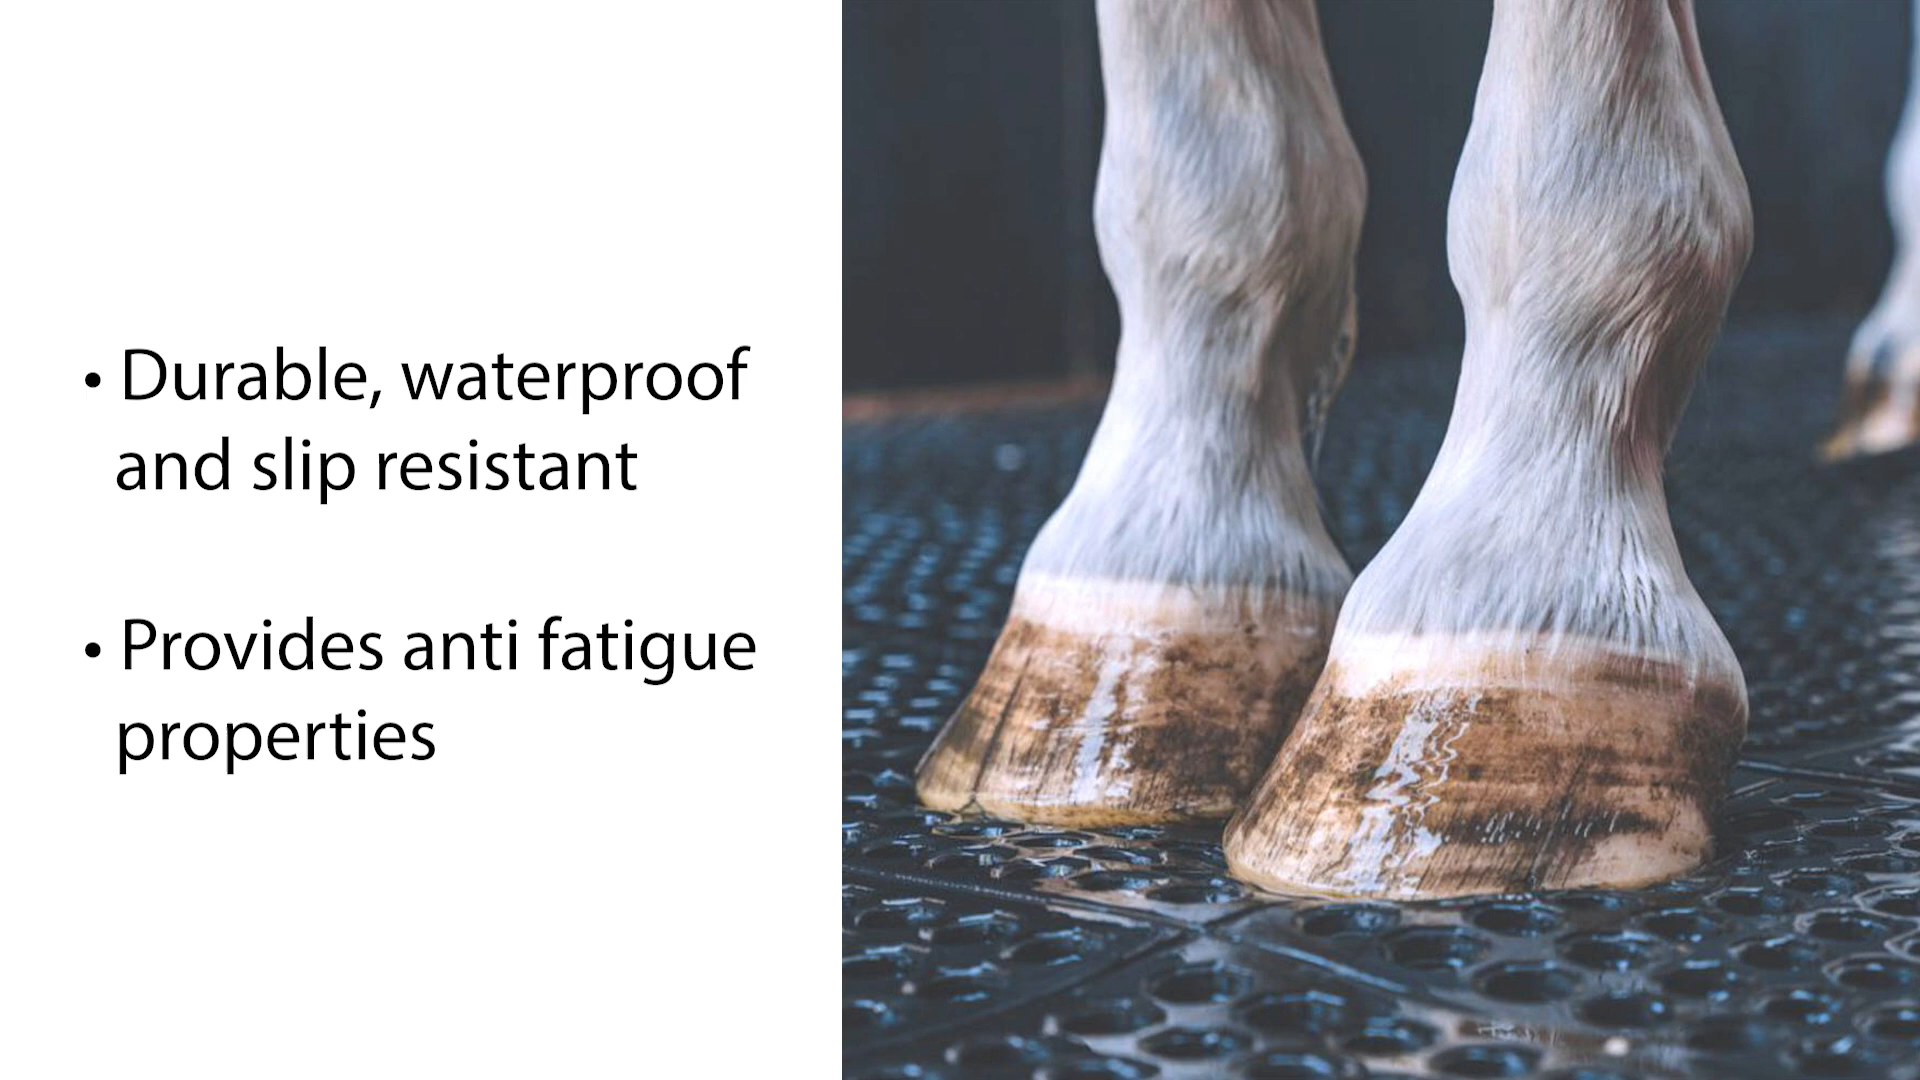 • Durable, waterproof
and slip resistant
• Provides anti fatigue
properties